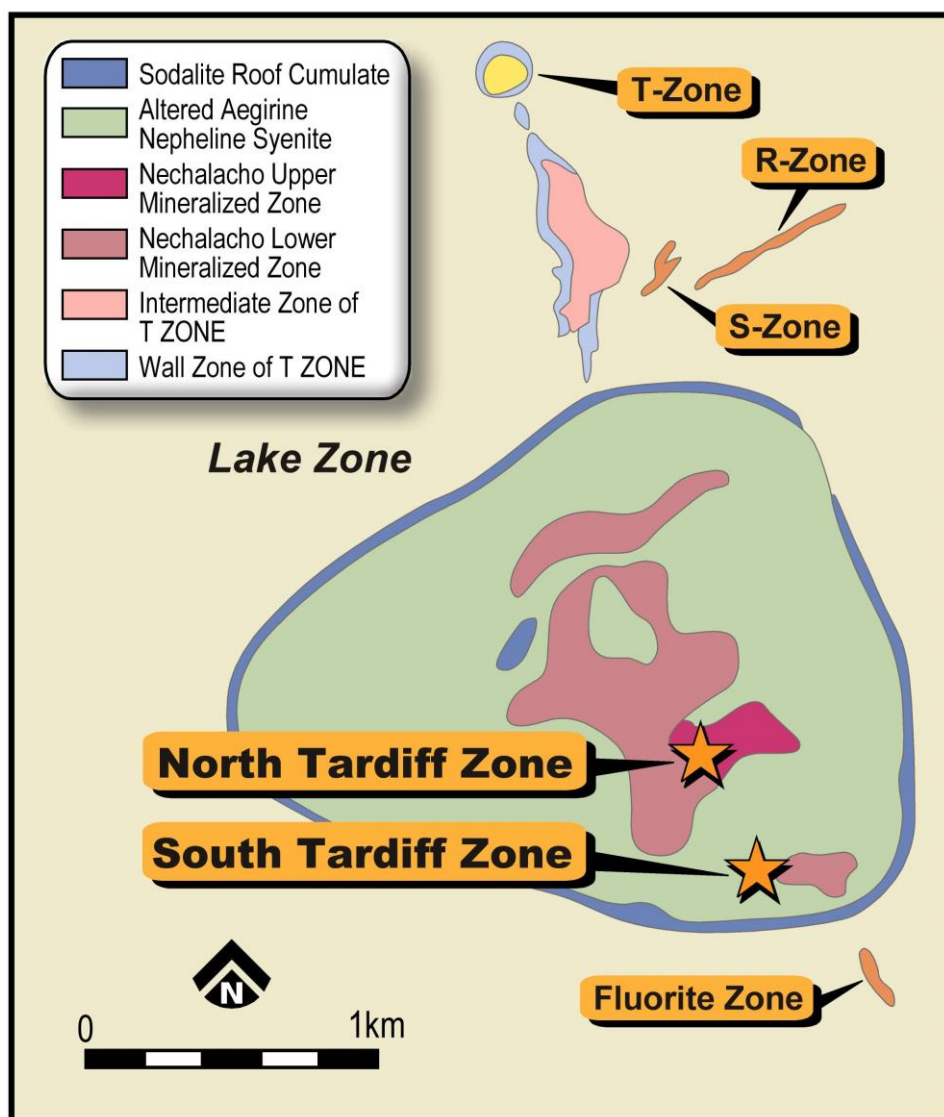 Sodalite Roof Cumulate
Altered Aegirine
Nepheline Syenite
Nechalacho Upper
Mineralized Zone
Nechalacho Lower
Mineralized Zone
Intermediate Zone of
T ZONE
Wall Zone of T ZONE
T-Zone
R-Zone
S-Zone
Lake Zone
North Tardiff Zone
South Tardiff Zone
Fluorite Zone
N
0
1km